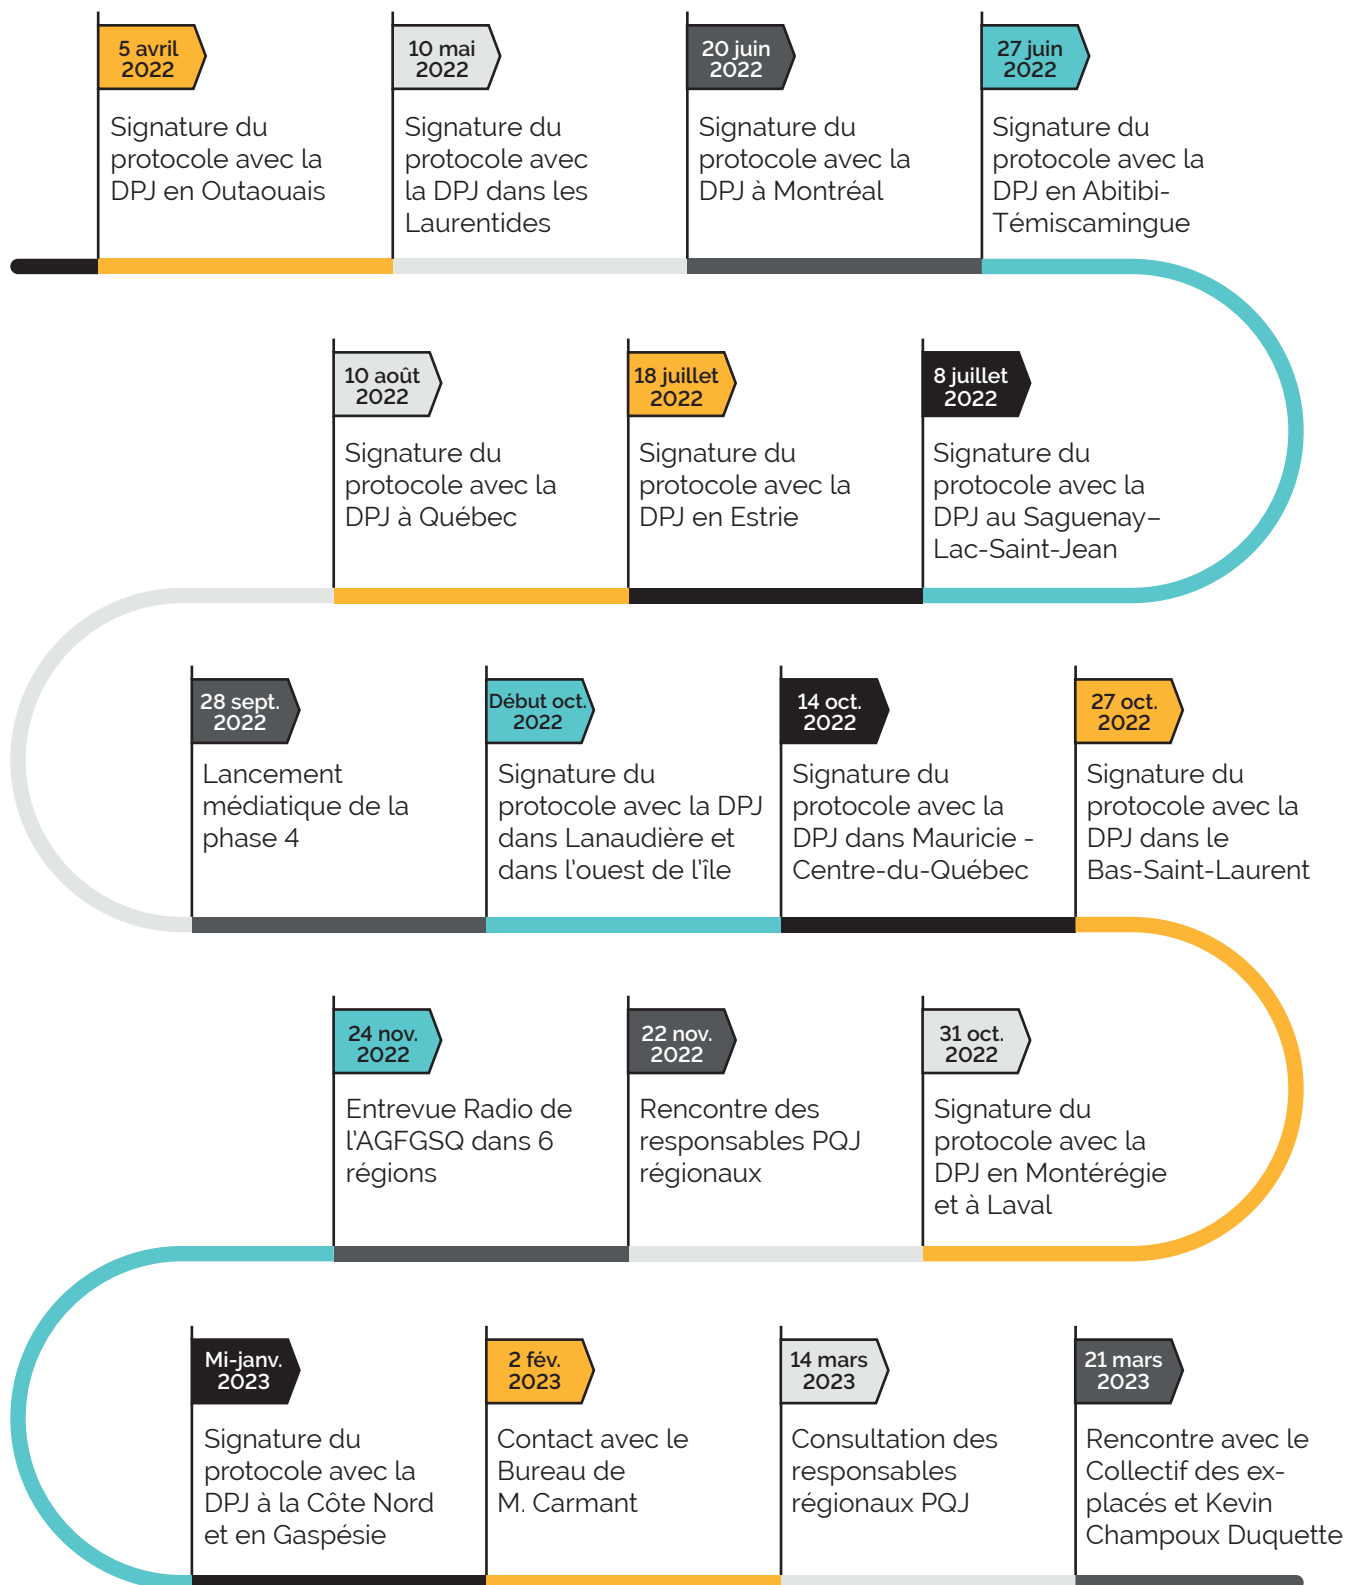 5 avril
2022
Signature du
protocole avec la
DPJ en Outaouais
10 mai
2022
Signature du
protocole avec
la DPJ dans les
Laurentides
20 juin
2022
Signature du
protocole avec la
DPJ à Montréal
27 juin
2022
Signature du
protocole avec la
DPJ en Abitibi-
Témiscamingue
8 juillet
2022
Signature du
protocole avec la
DPJ au Saguenay–
Lac-Saint-Jean
18 juillet
2022
Signature du
protocole avec la
DPJ en Estrie
10 août
2022
Signature du
protocole avec la
DPJ à Québec
28 sept.
2022
Lancement
médiatique de la
phase 4
Début oct.
2022
Signature du
protocole avec la DPJ
dans Lanaudière et
dans l'ouest de l'île
14 oct.
2022
Signature du
protocole avec la
DPJ dans Mauricie -
Centre-du-Québec
27 oct.
2022
Signature du
protocole avec la
DPJ dans le
Bas-Saint-Laurent
31 oct.
2022
Signature du
protocole avec la
DPJ en Montérégie
et à Laval
22 nov.
2022
Rencontre des
responsables PQJ
régionaux
24 nov.
2022
Entrevue Radio de
l'AGFGSQ dans 6
régions
Mi-janv.
2023
Signature du
protocole avec la
DPJ à la Côte Nord
et en Gaspésie
2 fév.
2023
Contact avec le
Bureau de
M. Carmant
14 mars
2023
Consultation des
responsables
régionaux PQJ
21 mars
2023
Rencontre avec le
Collectif des ex-
placés et Kevin
Champoux Duquette